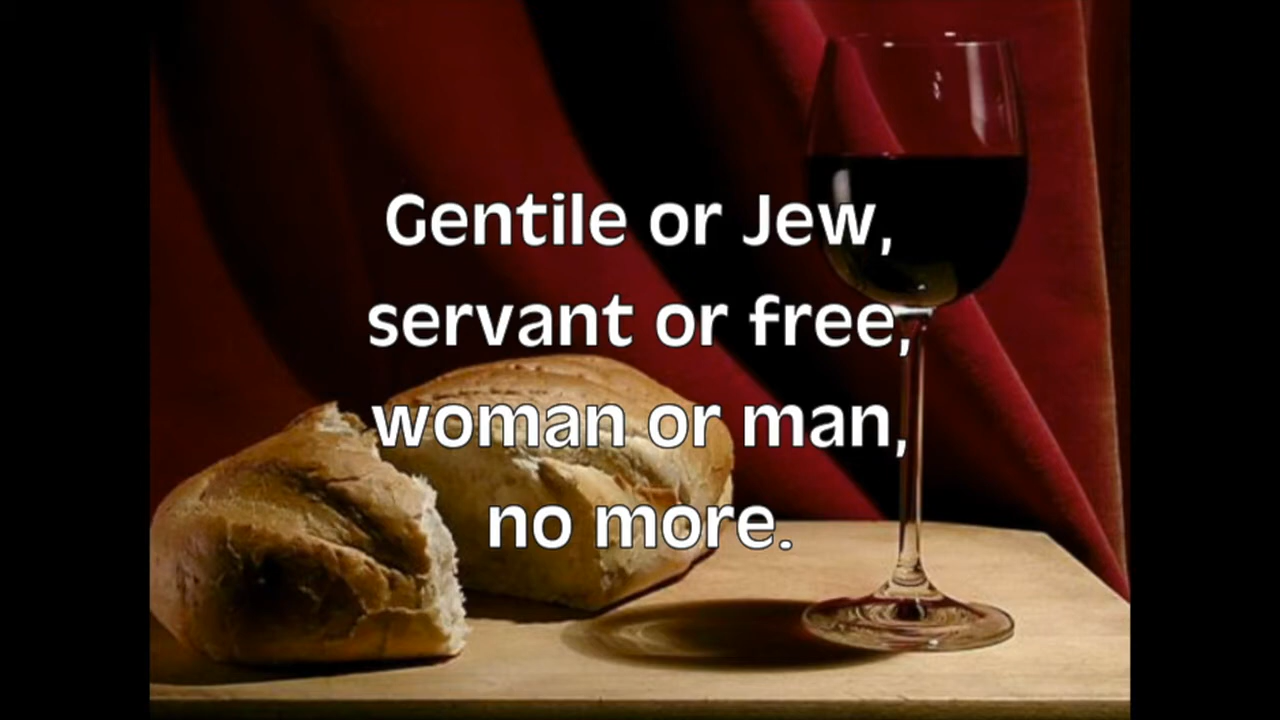 Gentile or Jew,
servant or free,
woman or man,
no more.